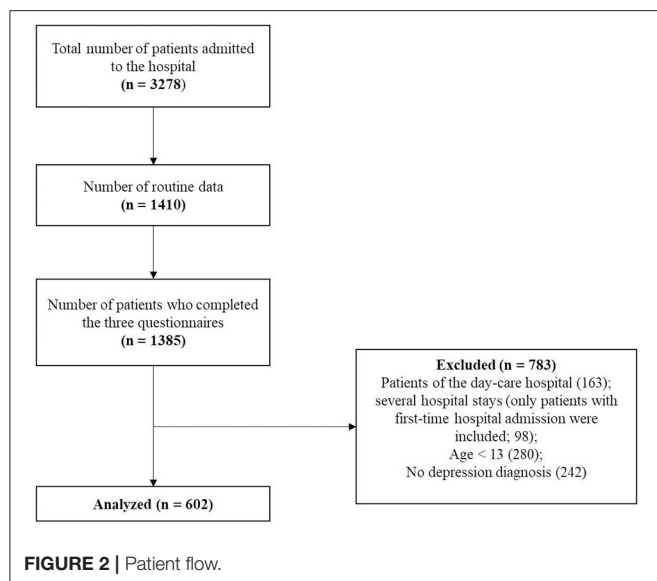 Total number of patients admitted
to the hospital
(n = 3278)
Number of routine data
(n = 1410)
Number of patients who completed
the three questionnaires
(n = 1385)
Excluded (n = 783)
Patients of the day-care hospital (163);
several hospital stays (only patients with
first-time hospital admission were
included; 98);
Age < 13 (280);
No depression diagnosis (242)
Analyzed (n = 602)
FIGURE 2 | Patient flow.